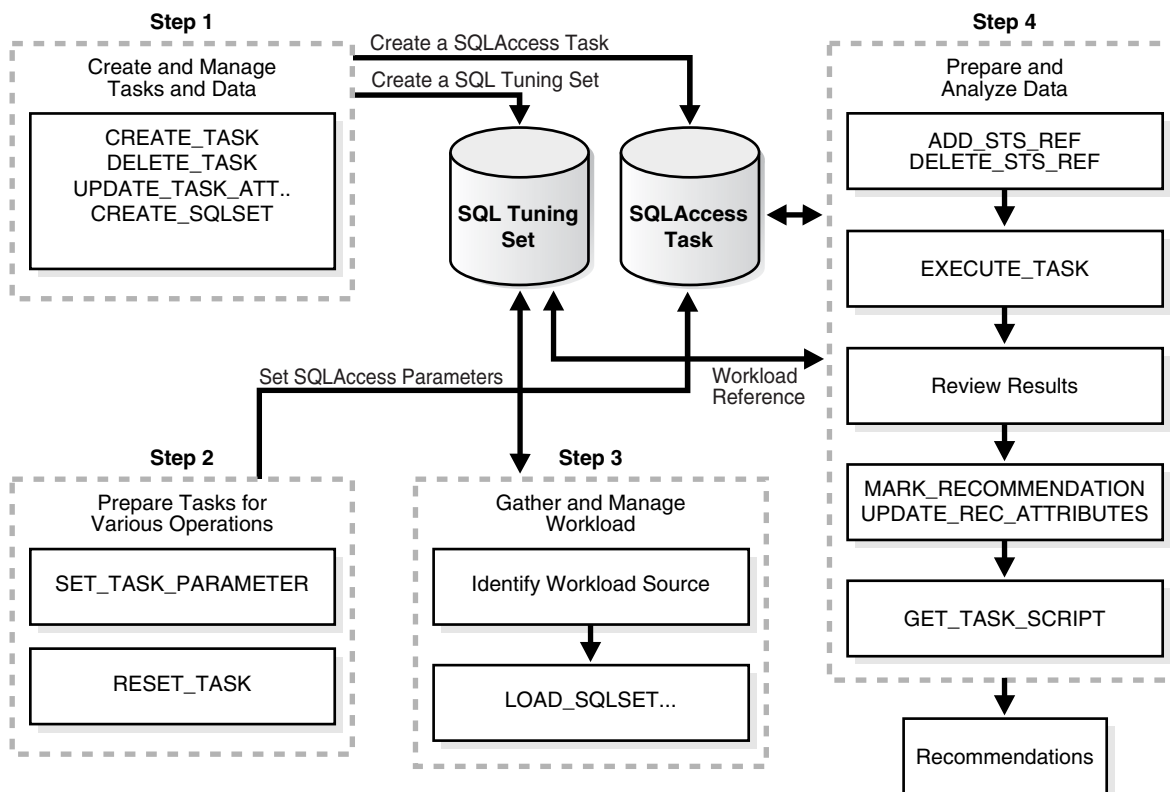 Step 1
Create and Manage
Tasks and Data
CREATE_TASK
DELETE_TASK
UPDATE_TASK_ATT..
CREATE_SQLSET
Create a SQLAccess Task
Create a SQL Tuning Set
SQL Tuning
Set
SQLAccess
Task
Set SQLAccess Parameters
Workload
Reference
Step 2
Prepare Tasks for
Various Operations
SET_TASK_PARAMETER
RESET_TASK
Step 3
Gather and Manage
Workload
Identify Workload Source
LOAD_SQLSET...
Step 4
Prepare and
Analyze Data
ADD_STS_REF
DELETE_STS_REF
EXECUTE_TASK
Review Results
MARK_RECOMMENDATION
UPDATE_REC_ATTRIBUTES
GET_TASK_SCRIPT
Recommendations